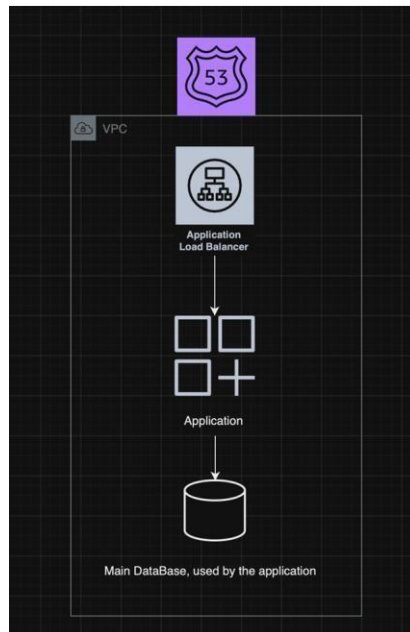 53
VPC
Application
Load Balancer
Application
Main DataBase, used by the application